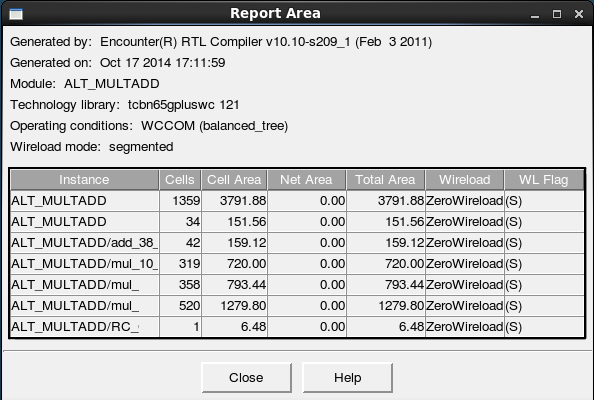 Report Area
Generated by: Encounter(R) RTL Compiler v10.10-s209_1 (Feb 3 2011)
Generated on: Oct 17 2014 17:11:59
Module: ALT_MULTADD
Technology library: tcbn65gpluswc 121
Operating conditions: WCCOM (balanced_tree)
Wireload mode: segmented
Instance Cells Cell Area Net Area Total Area Wireload WL Flag
ALT_MULTADD 1359 3791.88 0.00 3791.88 ZeroWireload (S)
ALT_MULTADD 34 151.56 0.00 151.56 ZeroWireload (S)
ALT_MULTADD/add_38_ 42 159.12 0.00 159.12 ZeroWireload (S)
ALT_MULTADD/mul_10_ 319 720.00 0.00 720.00 ZeroWireload (S)
ALT_MULTADD/mul_ 358 793.44 0.00 793.44 ZeroWireload (S)
ALT_MULTADD/mul_ 520 1279.80 0.00 1279.80 ZeroWireload (S)
ALT_MULTADD/RC_ 1 6.48 0.00 6.48 ZeroWireload (S)
Close Help